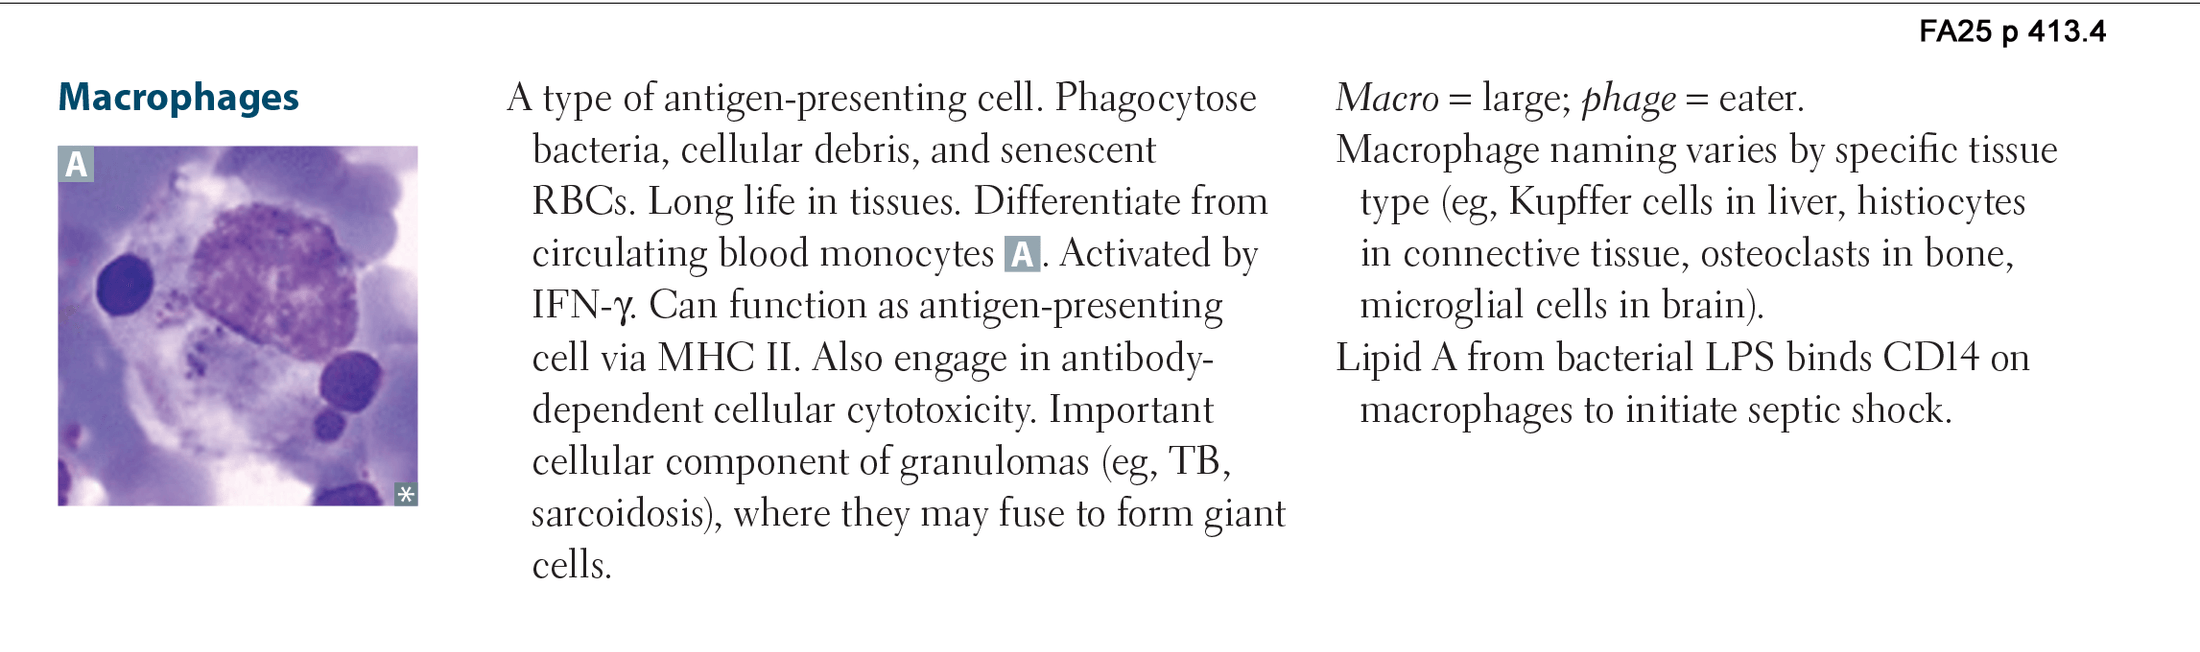 FA25 p 413.4
Macrophages
A
*
A type of antigen-presenting cell. Phagocytose
bacteria, cellular debris, and senescent
RBCs. Long life in tissues. Differentiate from
circulating blood monocytes A. Activated by
IFN-γ. Can function as antigen-presenting
cell via MHC II. Also engage in antibody-
dependent cellular cytotoxicity. Important
cellular component of granulomas (eg, TB,
sarcoidosis), where they may fuse to form giant
cells.
Macro = large; phage = eater.
Macrophage naming varies by specific tissue
type (eg, Kupffer cells in liver, histiocytes
in connective tissue, osteoclasts in bone,
microglial cells in brain).
Lipid A from bacterial LPS binds CD14 on
macrophages to initiate septic shock.